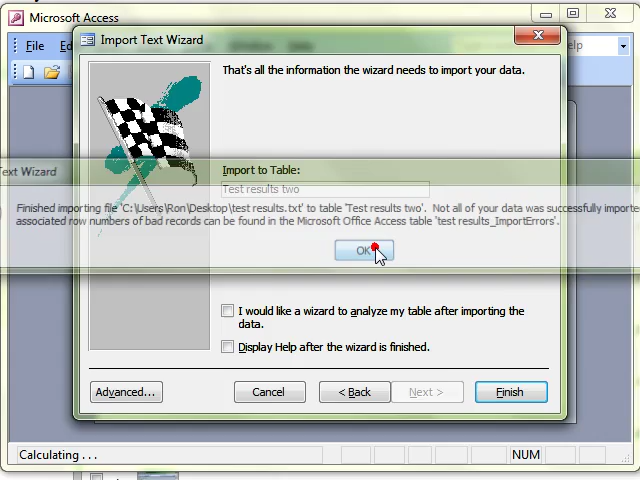 Microsoft Access
File
Import Text Wizard
That's all the information the wizard needs to import your data.
Text Wizard
Import to Table:
Test results two
Finished importing file 'C:\Users\Ron\Desktop\test results.txt' to table 'Test results two'. Not all of your data was successfully importe
associated row numbers of bad records can be found in the Microsoft Office Access table 'test results_ImportErrors'.
OK
I would like a wizard to analyze my table after importing the
data.
Display Help after the wizard is finished.
Advanced...
Cancel
< Back
Next >
Finish
Calculating . . .
NUM